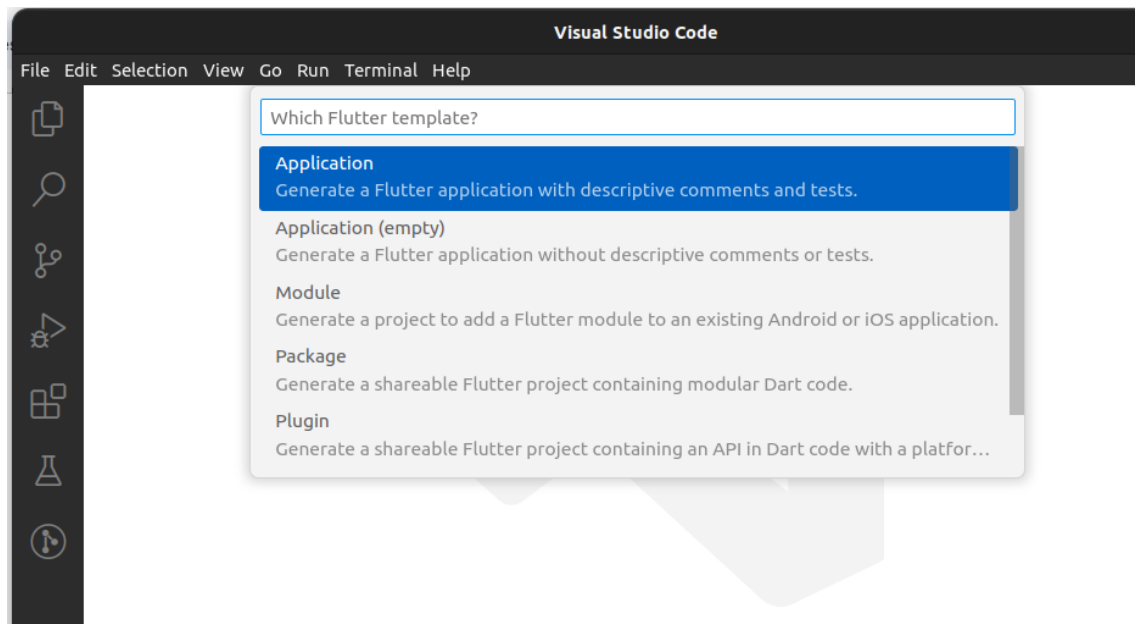 Visual Studio Code
File Edit Selection View Go Run Terminal Help
Which Flutter template?
Application
Generate a Flutter application with descriptive comments and tests.
Application (empty)
Generate a Flutter application without descriptive comments or tests.
Module
Generate a project to add a Flutter module to an existing Android or iOS application.
Package
Generate a shareable Flutter project containing modular Dart code.
Plugin
Generate a shareable Flutter project containing an API in Dart code with a platfor…